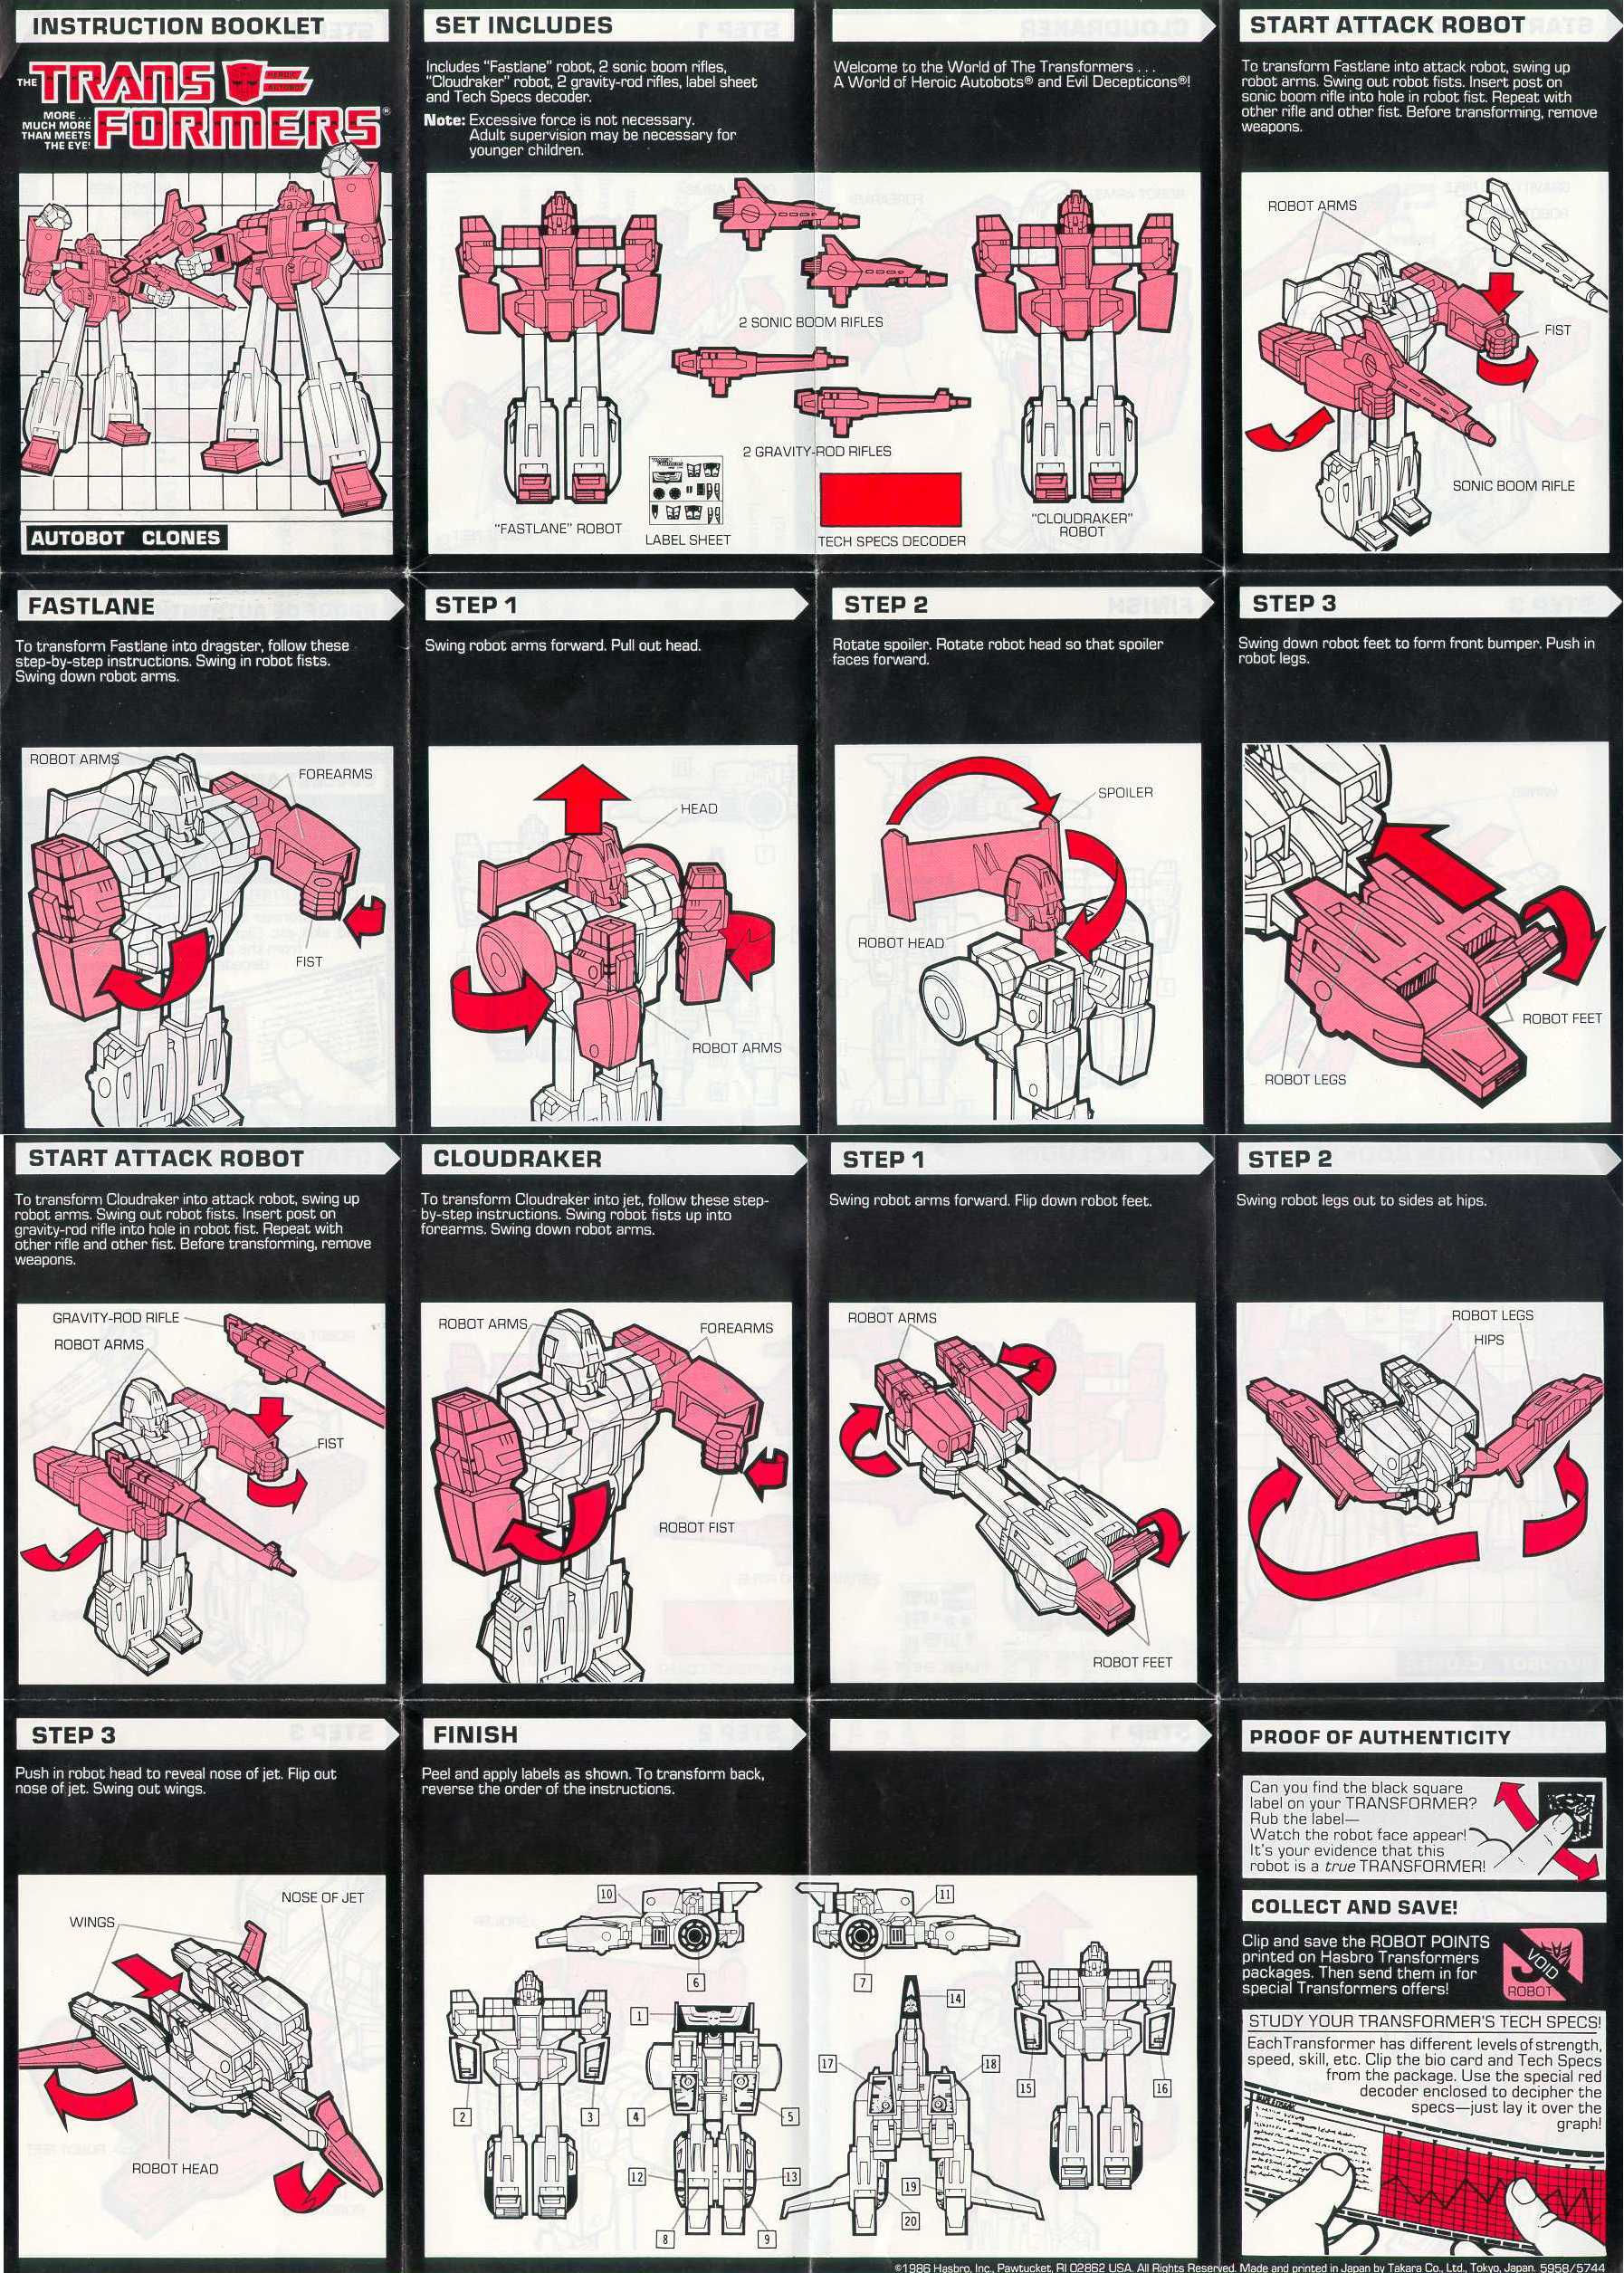 INSTRUCTION BOOKLET
THE TRANSFORMERS®
HEROIC AUTOBOT
MORE...
MUCH MORE
THAN MEETS
THE EYE!
AUTOBOT CLONES
SET INCLUDES
Includes "Fastlane" robot, 2 sonic boom rifles,
"Cloudraker" robot, 2 gravity-rod rifles, label sheet
and Tech Specs decoder.
Note: Excessive force is not necessary.
Adult supervision may be necessary for
younger children.
Welcome to the World of The Transformers . . .
A World of Heroic Autobots® and Evil Decepticons®!
2 SONIC BOOM RIFLES
2 GRAVITY-ROD RIFLES
"FASTLANE" ROBOT
LABEL SHEET
TECH SPECS DECODER
"CLOUDRAKER"
ROBOT
START ATTACK ROBOT
To transform Fastlane into attack robot, swing up
robot arms. Swing out robot fists. Insert post on
sonic boom rifle into hole in robot fist. Repeat with
other rifle and other fist. Before transforming, remove
weapons.
ROBOT ARMS
FIST
SONIC BOOM RIFLE
FASTLANE
To transform Fastlane into dragster, follow these
step-by-step instructions. Swing in robot fists.
Swing down robot arms.
ROBOT ARMS
FOREARMS
FIST
STEP 1
Swing robot arms forward. Pull out head.
HEAD
ROBOT ARMS
STEP 2
Rotate spoiler. Rotate robot head so that spoiler
faces forward.
SPOILER
ROBOT HEAD
STEP 3
Swing down robot feet to form front bumper. Push in
robot legs.
ROBOT FEET
ROBOT LEGS
START ATTACK ROBOT
To transform Cloudraker into attack robot, swing up
robot arms. Swing out robot fists. Insert post on
gravity-rod rifle into hole in robot fist. Repeat with
other rifle and other fist. Before transforming, remove
weapons.
GRAVITY-ROD RIFLE
ROBOT ARMS
FIST
CLOUDRAKER
To transform Cloudraker into jet, follow these step-
by-step instructions. Swing robot fists up into
forearms. Swing down robot arms.
ROBOT ARMS
FOREARMS
ROBOT FIST
STEP 1
Swing robot arms forward. Flip down robot feet.
ROBOT ARMS
ROBOT FEET
STEP 2
Swing robot legs out to sides at hips.
ROBOT LEGS
HIPS
STEP 3
Push in robot head to reveal nose of jet. Flip out
nose of jet. Swing out wings.
NOSE OF JET
WINGS
ROBOT HEAD
FINISH
Peel and apply labels as shown. To transform back,
reverse the order of the instructions.
10
11
6
7
1
14
17
18
2
3
4
5
15
16
12
13
19
20
8
9
PROOF OF AUTHENTICITY
Can you find the black square
label on your TRANSFORMER?
Rub the label—
Watch the robot face appear!
It's your evidence that this
robot is a true TRANSFORMER!
COLLECT AND SAVE!
Clip and save the ROBOT POINTS
printed on Hasbro Transformers
packages. Then send them in for
special Transformers offers!
VOID
ROBOT
STUDY YOUR TRANSFORMER'S TECH SPECS!
Each Transformer has different levels of strength,
speed, skill, etc. Clip the bio card and Tech Specs
from the package. Use the special red
decoder enclosed to decipher the
specs—just lay it over the
graph!
©1986 Hasbro, Inc., Pawtucket, RI 02862 USA. All Rights Reserved. Made and printed in Japan by Takara Co., Ltd., Tokyo, Japan. 5958/5744